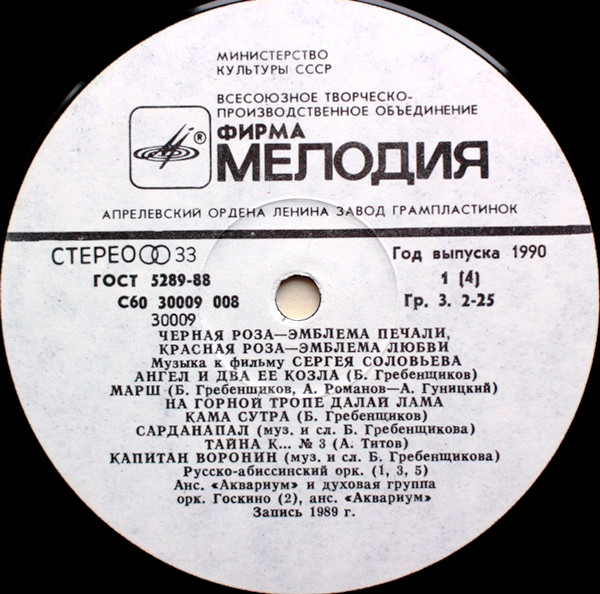 МИНИСТЕРСТВО
КУЛЬТУРЫ СССР
ВСЕСОЮЗНОЕ ТВОРЧЕСКО-
ПРОИЗВОДСТВЕННОЕ ОБЪЕДИНЕНИЕ
®
ФИРМА
МЕЛОДИЯ
АПРЕЛЕВСКИЙ ОРДЕНА ЛЕНИНА ЗАВОД ГРАМПЛАСТИНОК
СТЕРЕО 33 Год выпуска 1990
ГОСТ 5289-88 1 (4)
С60 30009 008 Гр. 3. 2-25
30009
ЧЕРНАЯ РОЗА—ЭМБЛЕМА ПЕЧАЛИ,
КРАСНАЯ РОЗА—ЭМБЛЕМА ЛЮБВИ
Музыка к фильму СЕРГЕЯ СОЛОВЬЕВА
АНГЕЛ И ДВА ЕЕ КОЗЛА (Б. Гребенщиков)
МАРШ (Б. Гребенщиков, А. Романов—А. Гуницкий)
НА ГОРНОЙ ТРОПЕ ДАЛАЙ ЛАМА
КАМА СУТРА (Б. Гребенщиков)
САРДАНАПАЛ (муз. и сл. Б. Гребенщикова)
ТАЙНА К... № 3 (А. Титов)
КАПИТАН ВОРОНИН (муз. и сл. Б. Гребенщикова)
Русско-абиссинский орк. (1, 3, 5)
Анс. «Аквариум» и духовая группа
орк. Госкино (2), анс. «Аквариум»
Запись 1989 г.